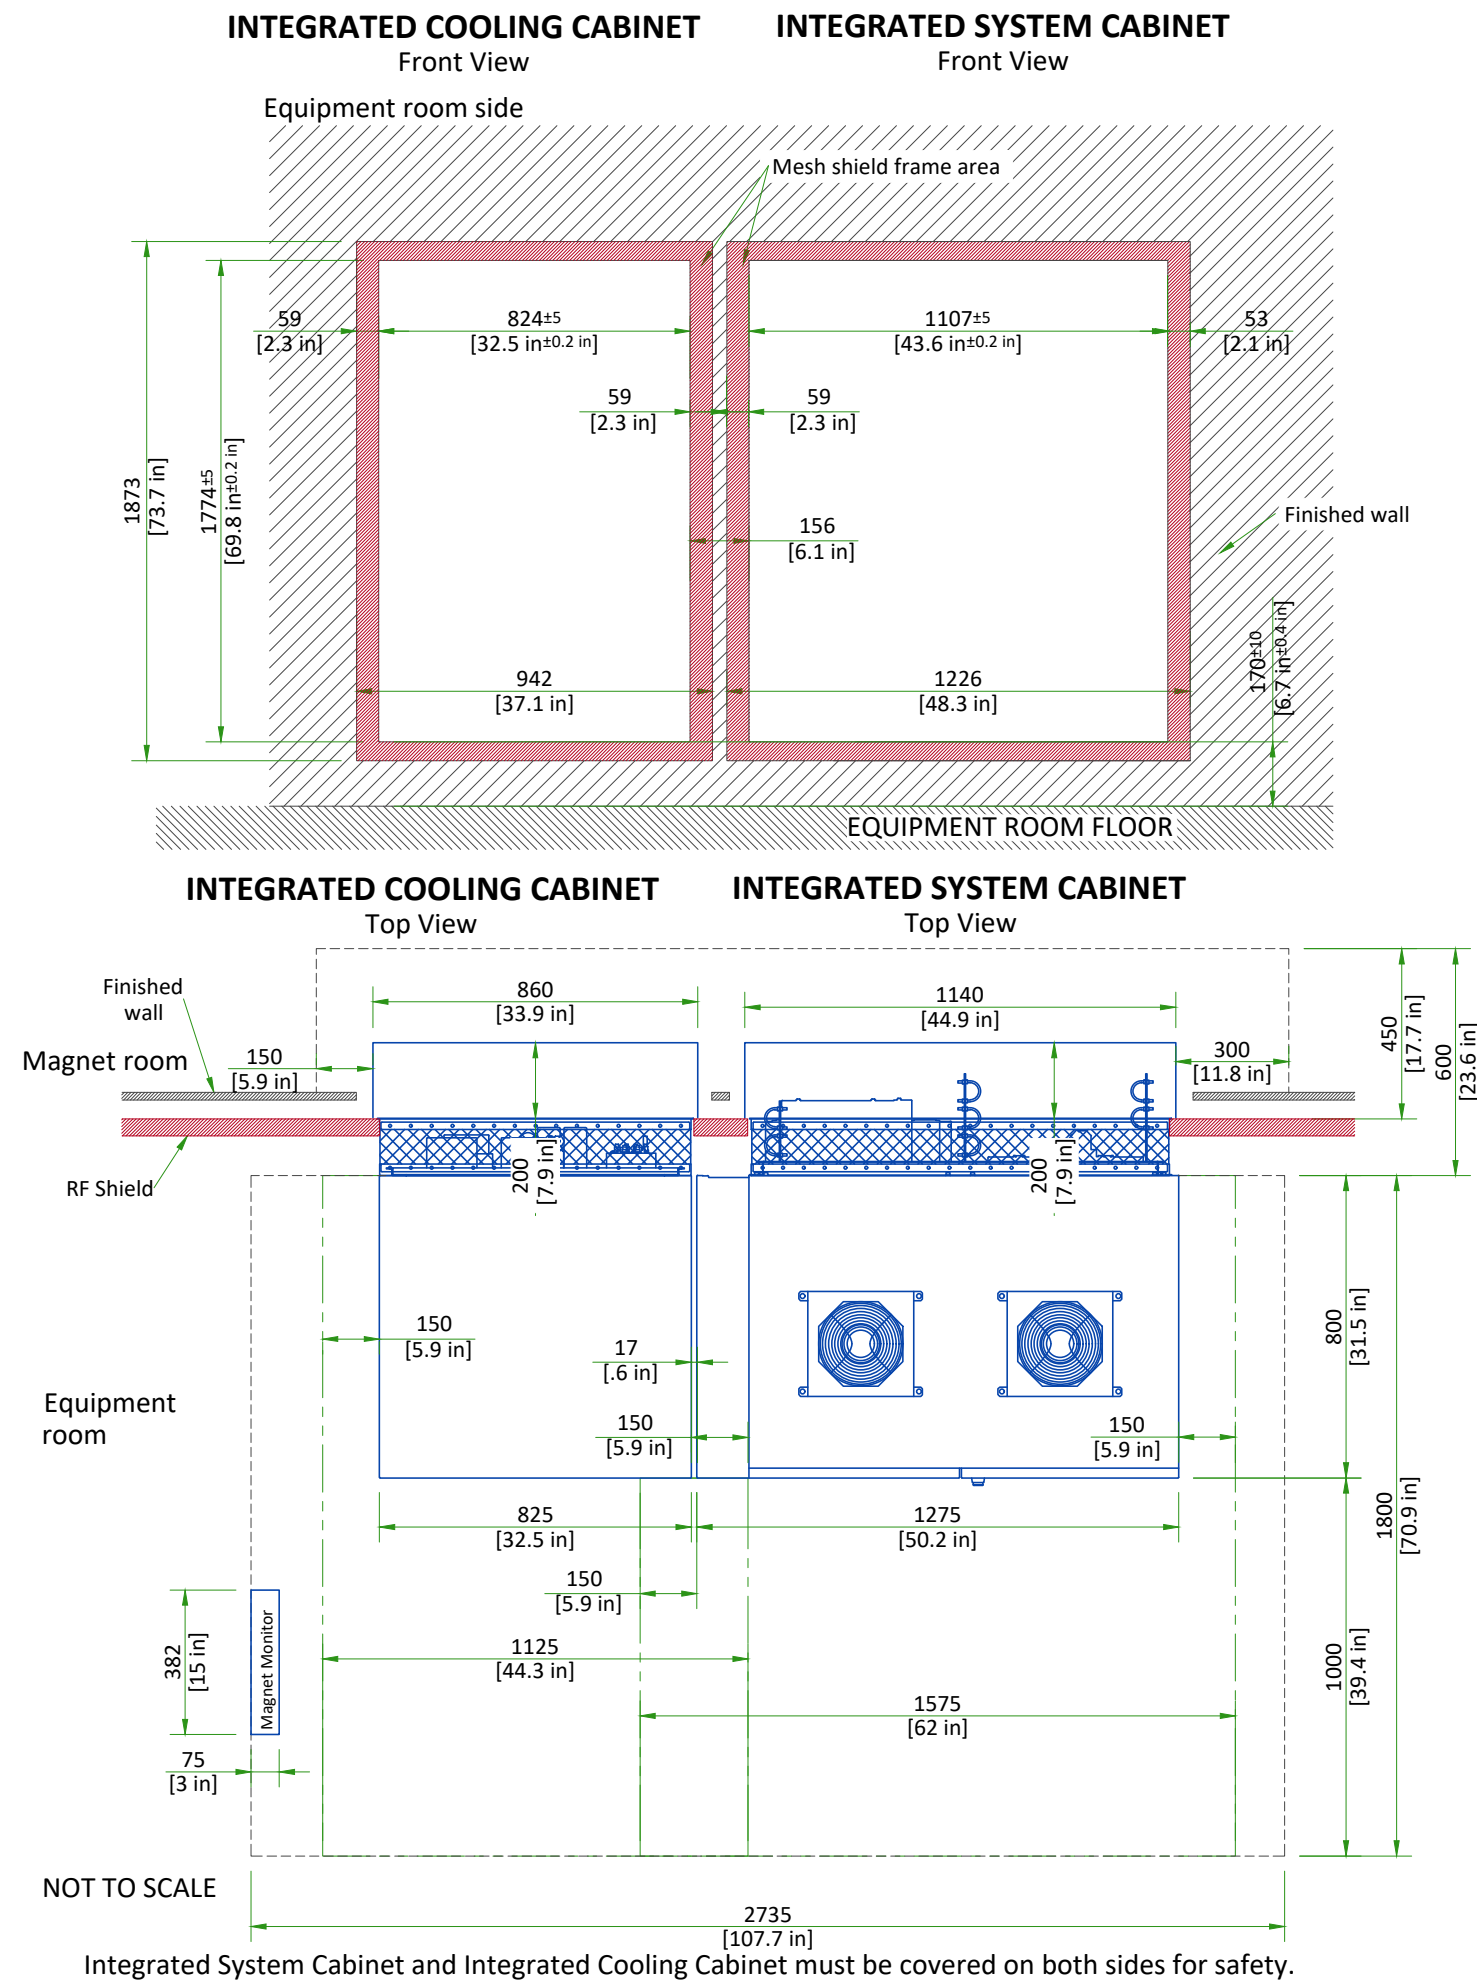 INTEGRATED COOLING CABINET
Front View
INTEGRATED SYSTEM CABINET
Front View
Equipment room side
Mesh shield frame area
59
[2.3 in]
824±5
[32.5 in±0.2 in]
1107±5
[43.6 in±0.2 in]
53
[2.1 in]
59
[2.3 in]
59
[2.3 in]
1873
[73.7 in]
1774±5
[69.8 in±0.2 in]
156
[6.1 in]
Finished wall
942
[37.1 in]
1226
[48.3 in]
170±10
[6.7 in±0.4 in]
EQUIPMENT ROOM FLOOR
INTEGRATED COOLING CABINET
Top View
INTEGRATED SYSTEM CABINET
Top View
Finished
wall
Magnet room
150
[5.9 in]
860
[33.9 in]
1140
[44.9 in]
300
[11.8 in]
450
[17.7 in]
600
[23.6 in]
RF Shield
200
[7.9 in]
200
[7.9 in]
150
[5.9 in]
17
[.6 in]
150
[5.9 in]
150
[5.9 in]
800
[31.5 in]
Equipment
room
825
[32.5 in]
1275
[50.2 in]
1800
[70.9 in]
150
[5.9 in]
382
[15 in]
Magnet Monitor
1125
[44.3 in]
1575
[62 in]
1000
[39.4 in]
75
[3 in]
NOT TO SCALE
2735
[107.7 in]
Integrated System Cabinet and Integrated Cooling Cabinet must be covered on both sides for safety.